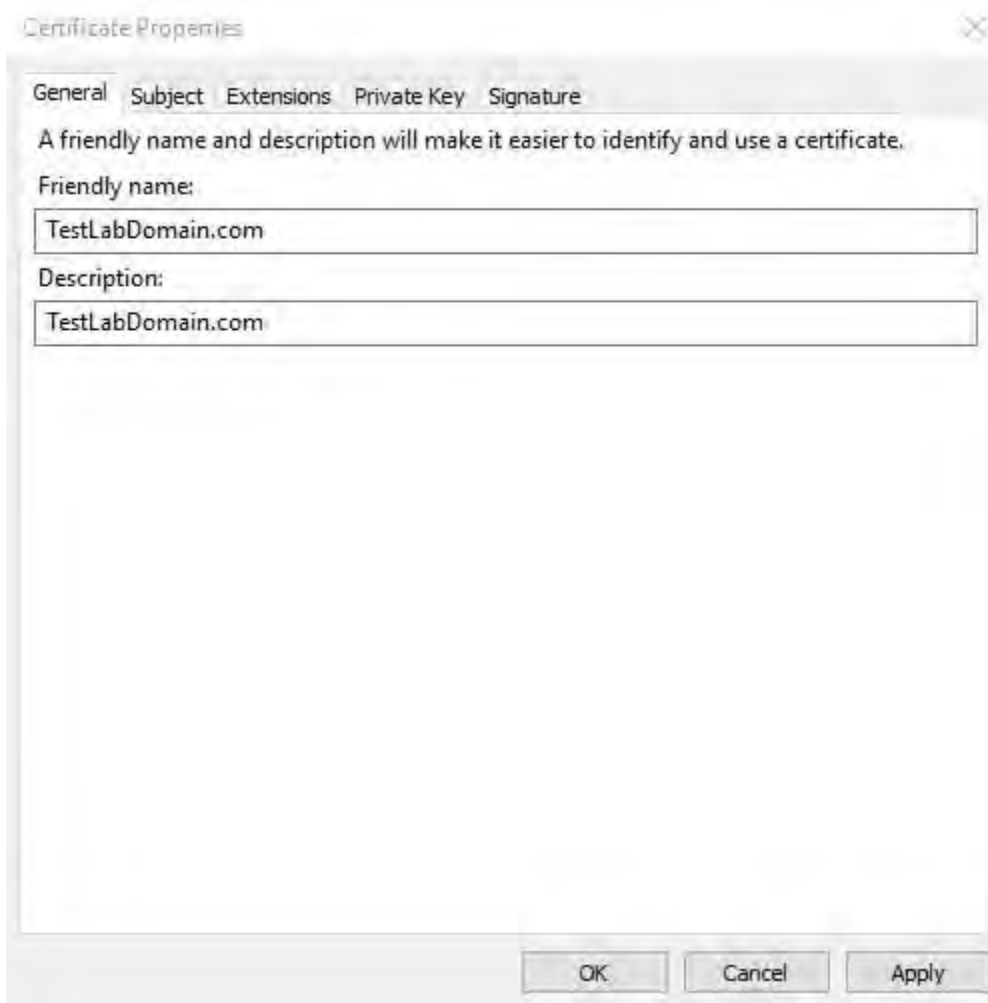 Certificate Properties
General Subject Extensions Private Key Signature
A friendly name and description will make it easier to identify and use a certificate.
Friendly name:
TestLabDomain.com
Description:
TestLabDomain.com
OK Cancel Apply